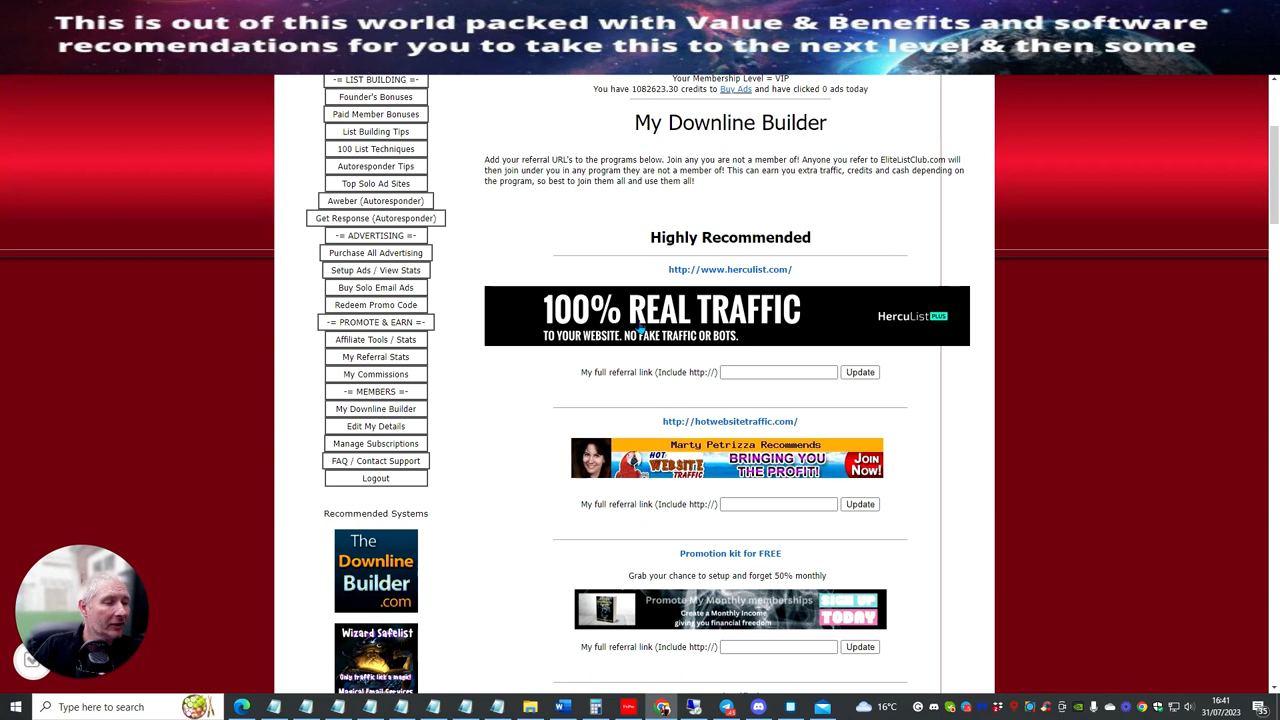 This is out of this world packed with Value & Benefits and software
recomendations for you to take this to the next level & then some
-= LIST BUILDING =-
Founder's Bonuses
Paid Member Bonuses
List Building Tips
100 List Techniques
Autoresponder Tips
Top Solo Ad Sites
Aweber (Autoresponder)
Get Response (Autoresponder)
-= ADVERTISING =-
Purchase All Advertising
Setup Ads / View Stats
Buy Solo Email Ads
Redeem Promo Code
-= PROMOTE & EARN =-
Affiliate Tools / Stats
My Referral Stats
My Commissions
-= MEMBERS =-
My Downline Builder
Edit My Details
Manage Subscriptions
FAQ / Contact Support
Logout
Recommended Systems
The
Downline
Builder
.com
Wizard Safelist
Only traffic like a magic!
Magical Email Services
Your Membership Level = VIP
You have 1082623.30 credits to Buy Ads and have clicked 0 ads today
My Downline Builder
Add your referral URL's to the programs below. Join any you are not a member of! Anyone you refer to EliteListClub.com will
then join under you in any program they are not a member of! This can earn you extra traffic, credits and cash depending on
the program, so best to join them all and use them all!
Highly Recommended
http://www.herculist.com/
100% REAL TRAFFIC
TO YOUR WEBSITE. NO FAKE TRAFFIC OR BOTS.
HercuList PLUS
My full referral link (Include http://)
Update
http://hotwebsitetraffic.com/
Marty Petrizza Recommends
HOT WEBSITE TRAFFIC
BRINGING YOU
THE PROFIT!
JOIN
Now!
My full referral link (Include http://)
Update
Promotion kit for FREE
Grab your chance to setup and forget 50% monthly
Promote My Monthly memberships
Create a Monthly Income
giving you financial freedom
SIGN UP
TODAY
My full referral link (Include http://)
Update
Type here to search
16°C
16:41
31/07/2023